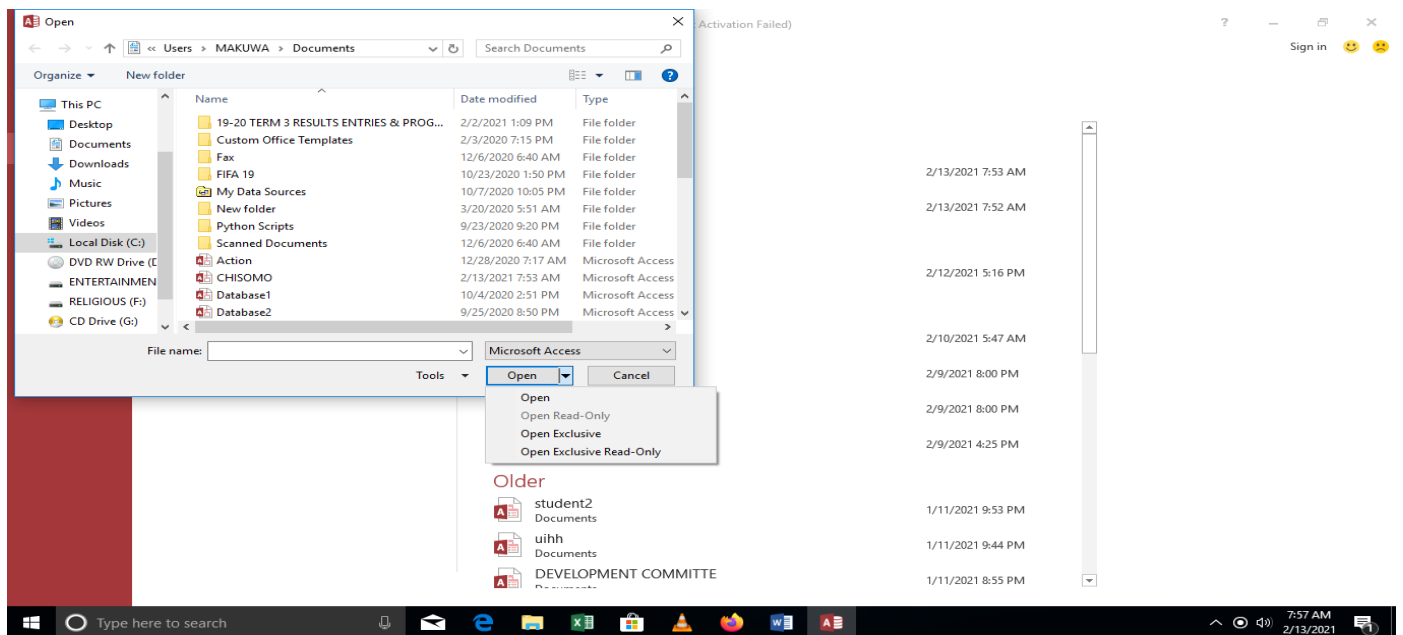 Open
Activation Failed)
« Users › MAKUWA › Documents
Search Documents
Sign in
Organize
New folder
This PC
Desktop
Documents
Downloads
Music
Pictures
Videos
Local Disk (C:)
DVD RW Drive (D
ENTERTAINMEN
RELIGIOUS (F:)
CD Drive (G:)
Name Date modified Type
19-20 TERM 3 RESULTS ENTRIES & PROG... 2/2/2021 1:09 PM File folder
Custom Office Templates 2/3/2020 7:15 PM File folder
Fax 12/6/2020 6:40 AM File folder
FIFA 19 10/23/2020 1:50 PM File folder
My Data Sources 10/7/2020 10:05 PM File folder
New folder 3/20/2020 5:51 AM File folder
Python Scripts 9/23/2020 9:20 PM File folder
Scanned Documents 12/6/2020 6:40 AM File folder
Action 12/28/2020 7:17 AM Microsoft Access
CHISOMO 2/13/2021 7:53 AM Microsoft Access
Database1 10/4/2020 2:51 PM Microsoft Access
Database2 9/25/2020 8:50 PM Microsoft Access
File name:
Microsoft Access
Tools
Open
Cancel
Open
Open Read-Only
Open Exclusive
Open Exclusive Read-Only
2/13/2021 7:53 AM
2/13/2021 7:52 AM
2/12/2021 5:16 PM
2/10/2021 5:47 AM
2/9/2021 8:00 PM
2/9/2021 8:00 PM
2/9/2021 4:25 PM
Older
student2
Documents
1/11/2021 9:53 PM
uihh
Documents
1/11/2021 9:44 PM
DEVELOPMENT COMMITTE
1/11/2021 8:55 PM
Type here to search
7:57 AM
2/13/2021